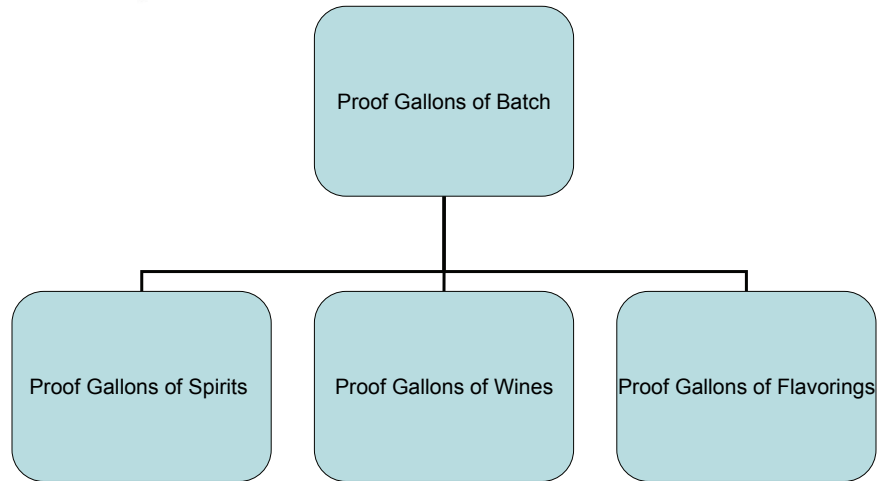 Proof Gallons of Batch
Proof Gallons of Spirits
Proof Gallons of Wines
Proof Gallons of Flavorings